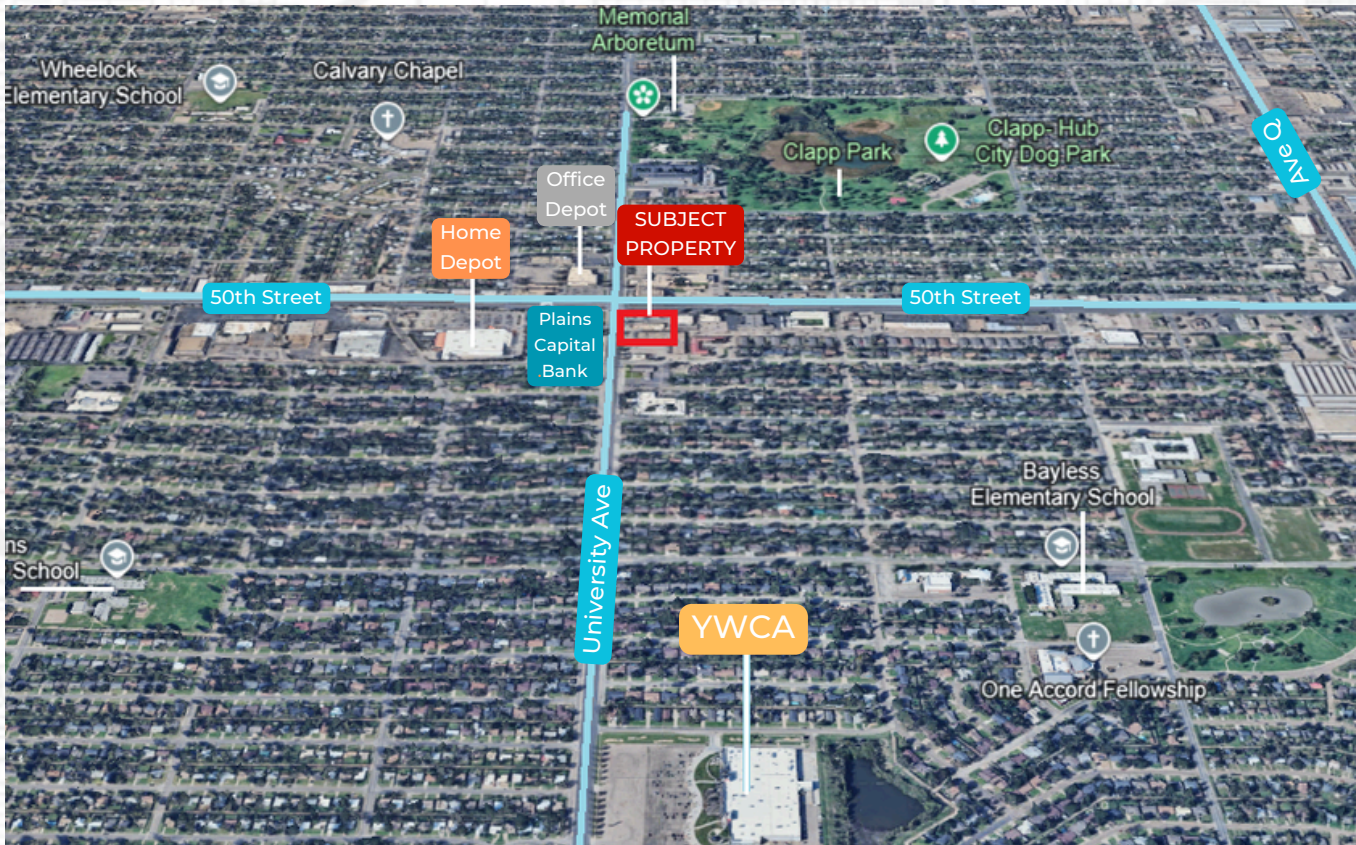 Memorial
Arboretum
Wheelock
Elementary School
Calvary Chapel
Clapp- Hub
City Dog Park
Clapp Park
Ave Q
Office
Depot
SUBJECT
PROPERTY
Home
Depot
50th Street
50th Street
Plains
Capital
.Bank
Bayless
Elementary School
University Ave
ns
School
YWCA
One Accord Fellowship